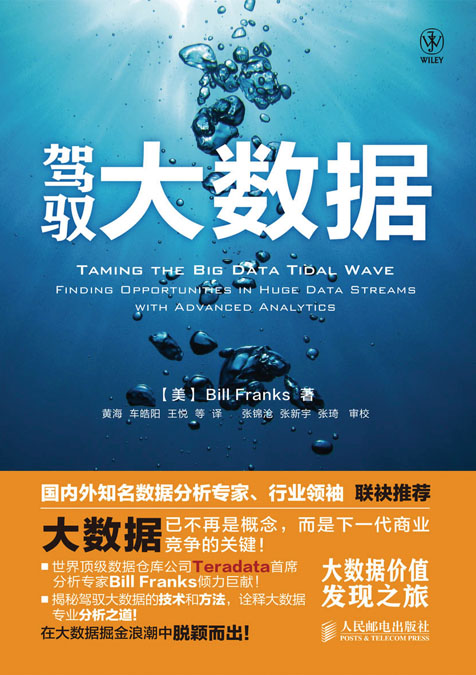 WILEY
驾驭大数据
TAMING THE BIG DATA TIDAL WAVE
FINDING OPPORTUNITIES IN HUGE DATA STREAMS
WITH ADVANCED ANALYTICS
【美】Bill Franks 著
黄海 车皓阳 王悦 等 译 张锦沧 张新宇 张琦 审校
国内外知名数据分析专家、行业领袖 联袂推荐
大数据已不再是概念，而是下一代商业
竞争的关键！
■ 世界顶级数据仓库公司Teradata首席
分析专家Bill Franks倾力巨献！
■ 揭秘驾驭大数据的技术和方法，诠释大数据
专业分析之道！
在大数据掘金浪潮中脱颖而出！
大数据价值
发现之旅
人民邮电出版社
POSTS & TELECOM PRESS